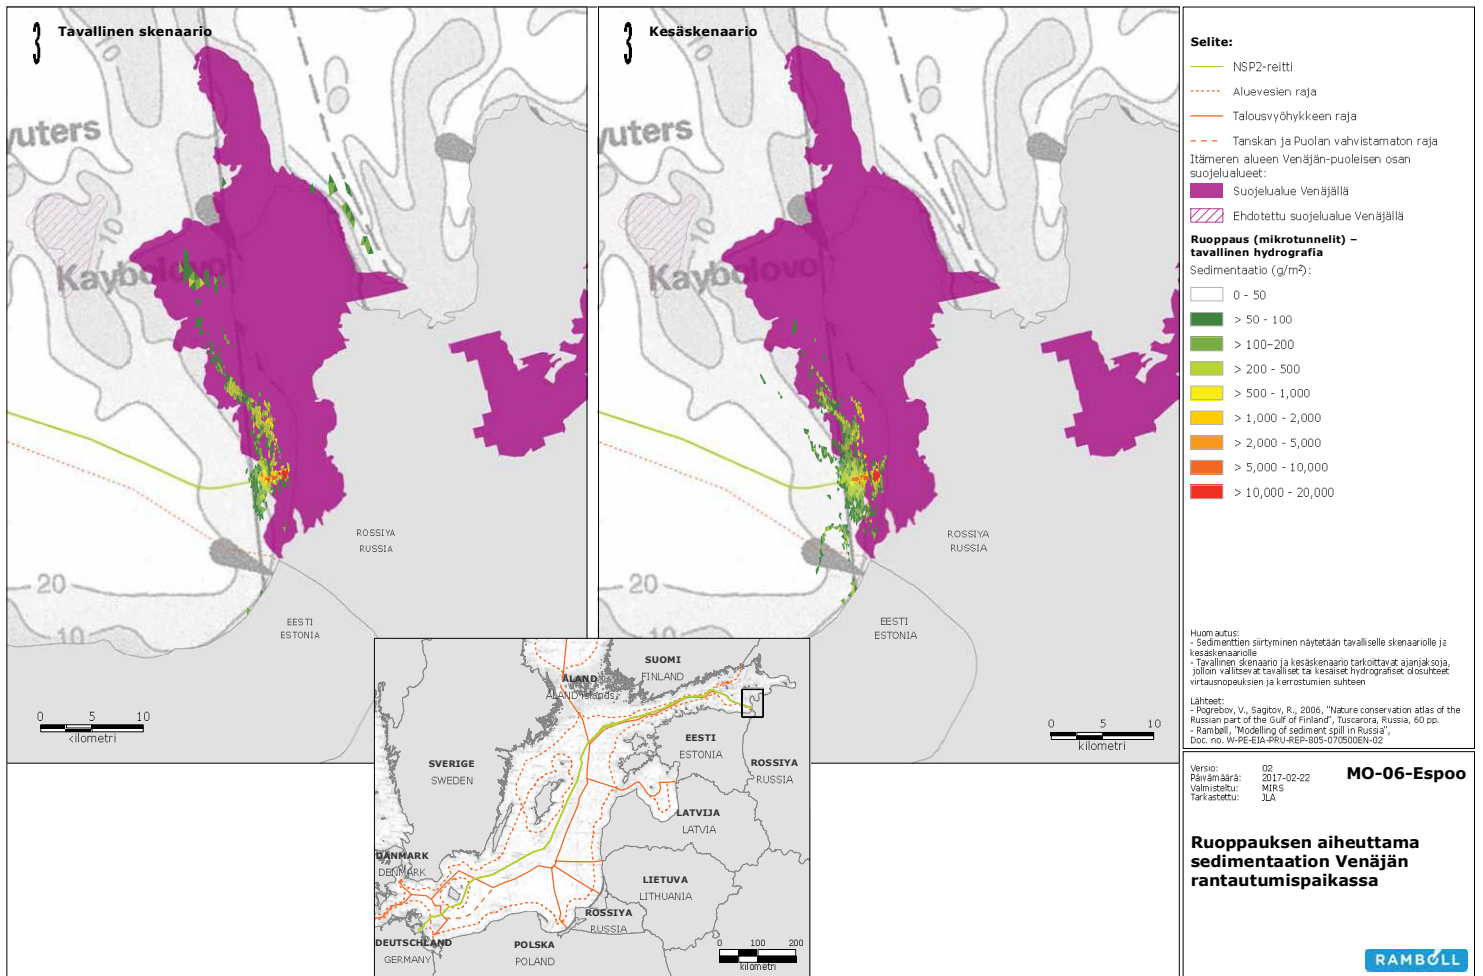 Tavallinen skenaario
Kesäskenaario
3
3
Kaybolovo
Kaybolovo
20
10
10
20
10
10
ROSSIYA
RUSSIA
ROSSIYA
RUSSIA
EESTI
ESTONIA
EESTI
ESTONIA
0 5 10
kilometri
0 5 10
kilometri
SUOMI
FINLAND
ÅLAND
ÅLAND Islands
SVERIGE
SWEDEN
EESTI
ESTONIA
ROSSIYA
RUSSIA
LATVIJA
LATVIA
DANMARK
DENMARK
LIETUVA
LITHUANIA
ROSSIYA
RUSSIA
DEUTSCHLAND
GERMANY
POLSKA
POLAND
0 100 200
kilometri
Selite:
NSP2-reitti
Aluevesien raja
Talousvyöhykkeen raja
Tanskan ja Puolan vahvistamaton raja
Itämeren alueen Venäjän-puoleisen osan
suojelualueet:
Suojelualue Venäjällä
Ehdotettu suojelualue Venäjällä
Ruoppaus (mikrotunnelit) –
tavallinen hydrografia
Sedimentaatio (g/m²):
0 - 50
> 50 - 100
> 100–200
> 200 - 500
> 500 - 1,000
> 1,000 - 2,000
> 2,000 - 5,000
> 5,000 - 10,000
> 10,000 - 20,000
Huomautus:
- Sedimenttien siirtyminen näytetään tavalliselle skenaariolle ja
kesäskenaariolle
- Tavallinen skenaario ja kesäskenaario tarkoittavat ajanjaksoja,
jolloin vallitsevat tavalliset tai kesäiset hydrografiset olosuhteet
virtausnopeuksien ja kerrostumien suhteen
Lähteet:
- Pogrebov, V., Sagitov, R., 2006, "Nature conservation atlas of the
Russian part of the Gulf of Finland", Tuscarora, Russia, 60 pp.
- Rambøll, "Modelling of sediment spill in Russia",
Doc. no. W-PE-EIA-PRU-REP-805-070500EN-02
Versio: 02
Päivämäärä: 2017-02-22
Valmisteltu: MIRS
Tarkastettu: JLA
MO-06-Espoo
Ruoppauksen aiheuttama
sedimentaation Venäjän
rantautumispaikassa
RAMBOLL